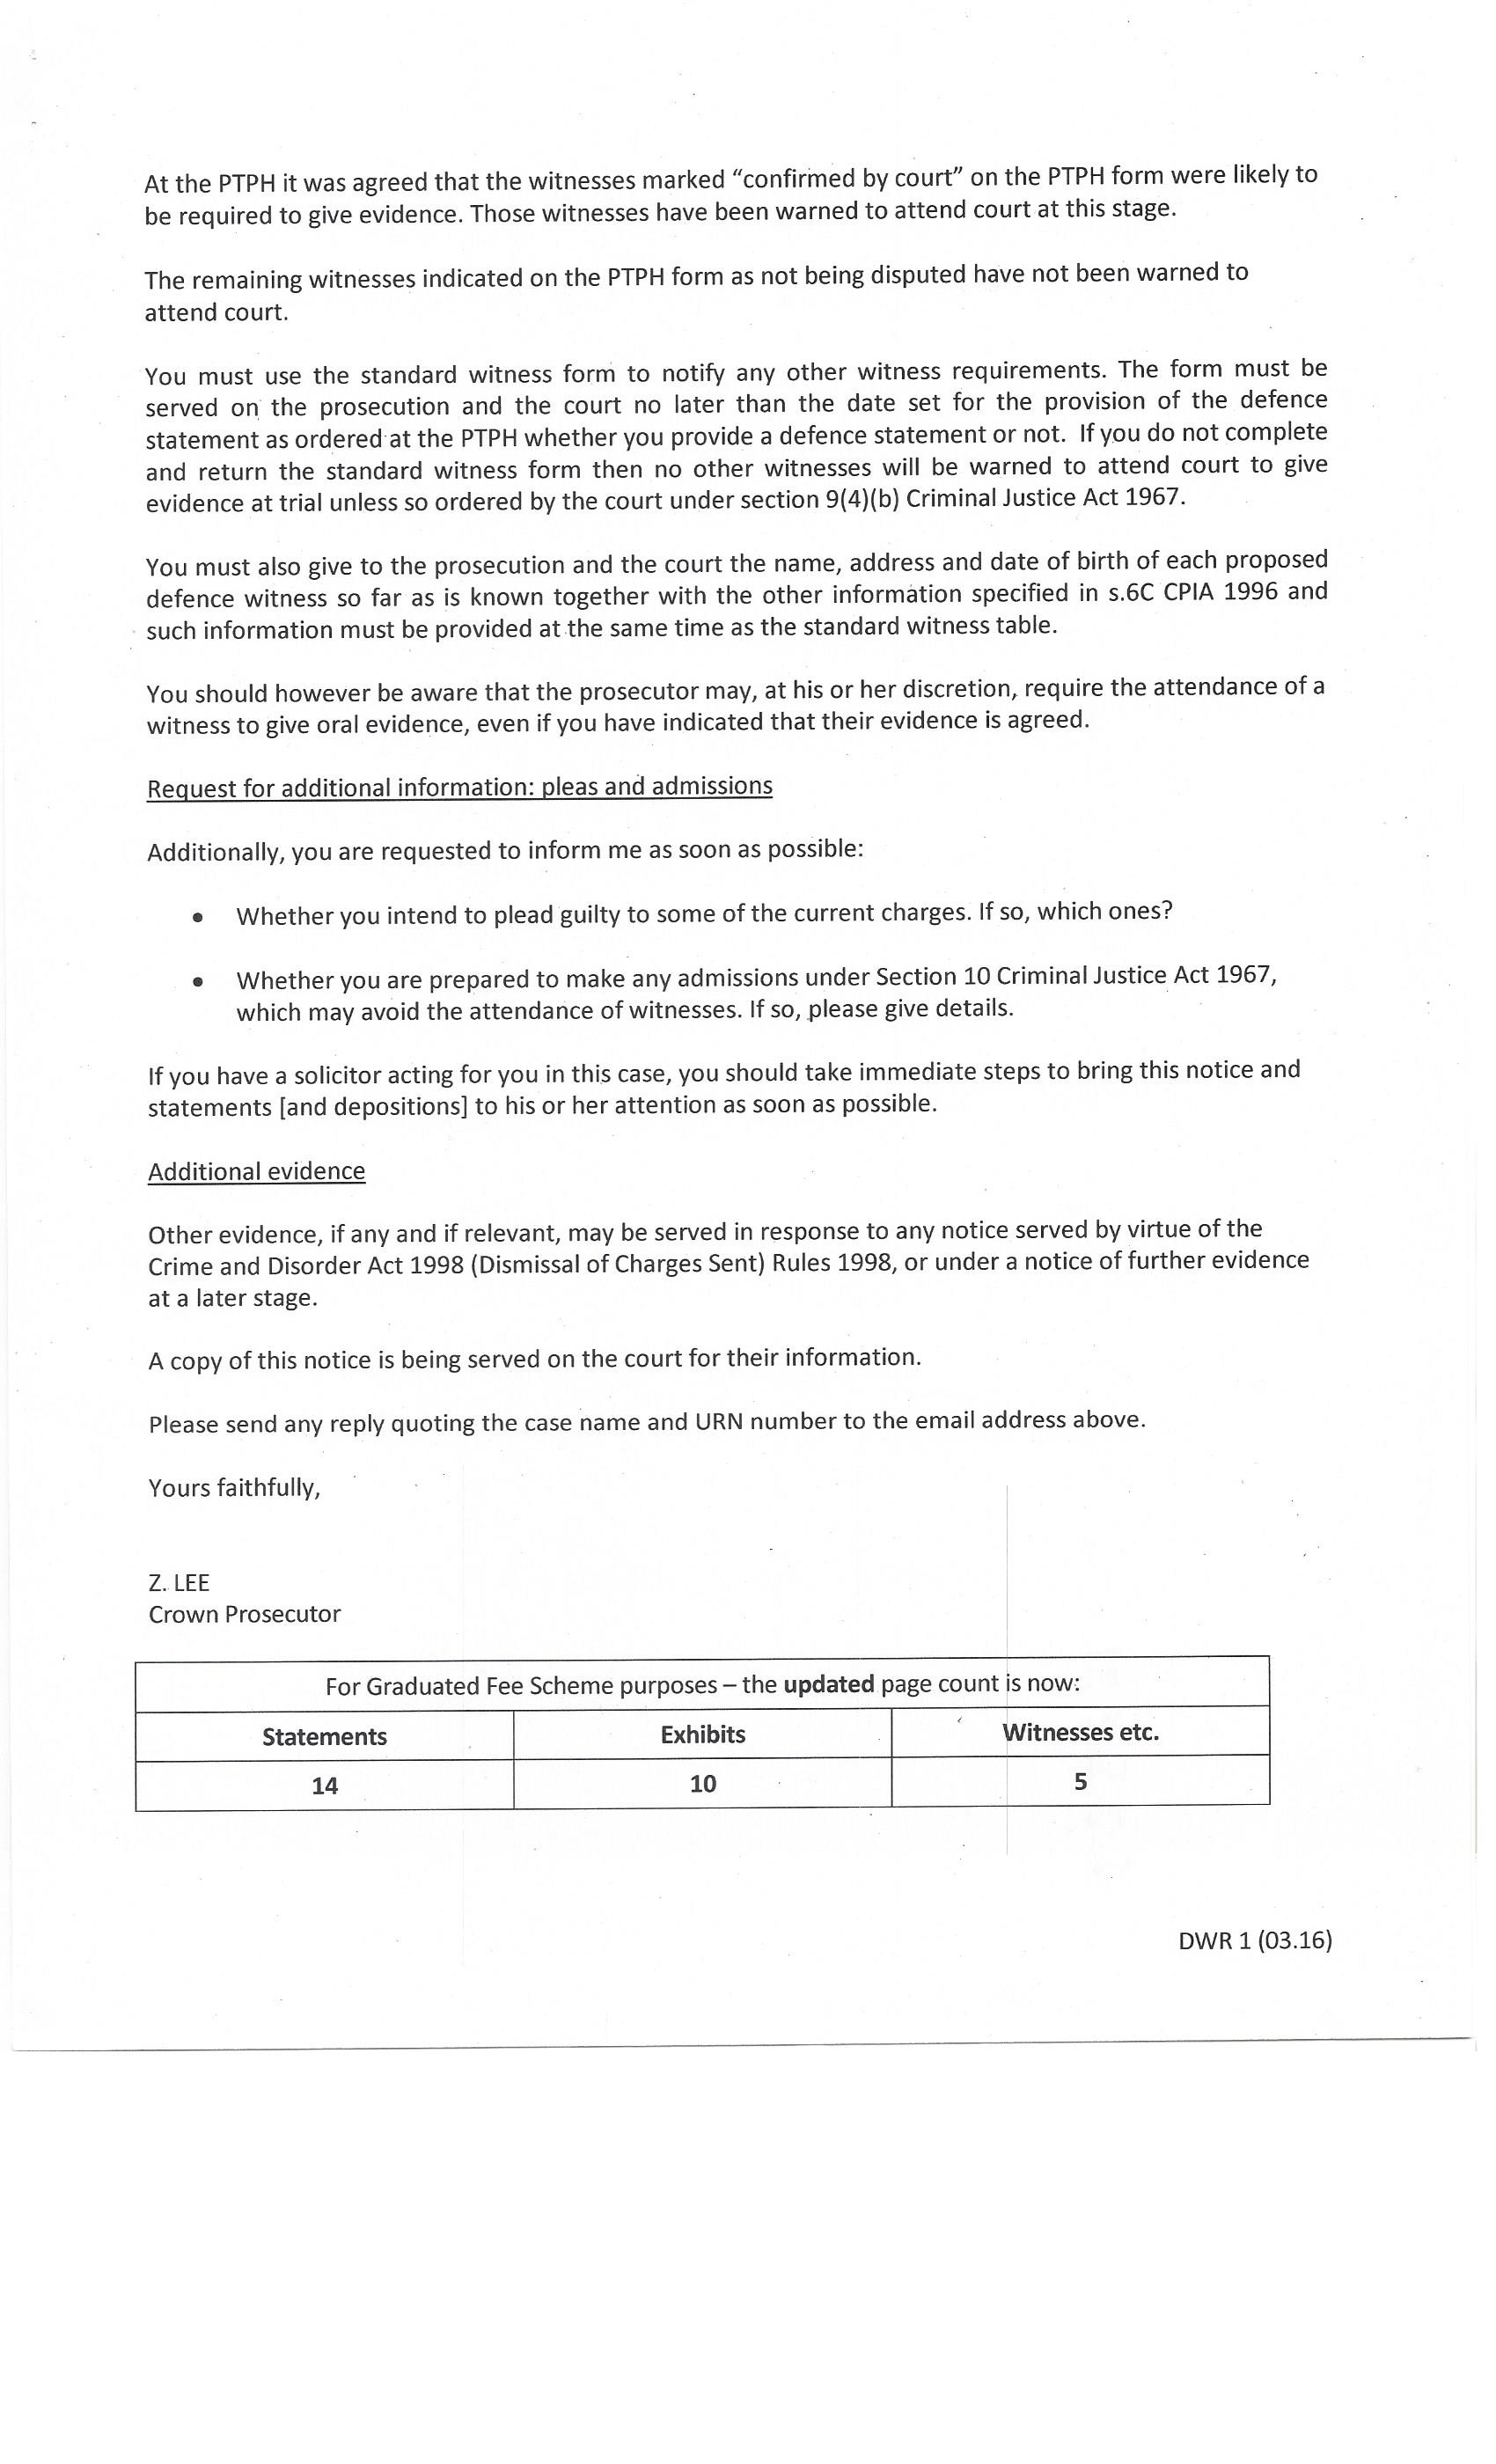 At the PTPH it was agreed that the witnesses marked “confirmed by court” on the PTPH form were likely to
be required to give evidence. Those witnesses have been warned to attend court at this stage.
The remaining witnesses indicated on the PTPH form as not being disputed have not been warned to
attend court.
You must use the standard witness form to notify any other witness requirements. The form must be
served on the prosecution and the court no later than the date set for the provision of the defence
statement as ordered at the PTPH whether you provide a defence statement or not. If you do not complete
and return the standard witness form then no other witnesses will be warned to attend court to give
evidence at trial unless so ordered by the court under section 9(4)(b) Criminal Justice Act 1967.
You must also give to the prosecution and the court the name, address and date of birth of each proposed
defence witness so far as is known together with the other information specified in s.6C CPIA 1996 and
such information must be provided at the same time as the standard witness table.
You should however be aware that the prosecutor may, at his or her discretion, require the attendance of a
witness to give oral evidence, even if you have indicated that their evidence is agreed.
Request for additional information: pleas and admissions
Additionally, you are requested to inform me as soon as possible:
• Whether you intend to plead guilty to some of the current charges. If so, which ones?
• Whether you are prepared to make any admissions under Section 10 Criminal Justice Act 1967,
which may avoid the attendance of witnesses. If so, please give details.
If you have a solicitor acting for you in this case, you should take immediate steps to bring this notice and
statements [and depositions] to his or her attention as soon as possible.
Additional evidence
Other evidence, if any and if relevant, may be served in response to any notice served by virtue of the
Crime and Disorder Act 1998 (Dismissal of Charges Sent) Rules 1998, or under a notice of further evidence
at a later stage.
A copy of this notice is being served on the court for their information.
Please send any reply quoting the case name and URN number to the email address above.
Yours faithfully,
Z. LEE
Crown Prosecutor
For Graduated Fee Scheme purposes – the updated page count is now:
Statements Exhibits Witnesses etc.
14 10 5
DWR 1 (03.16)